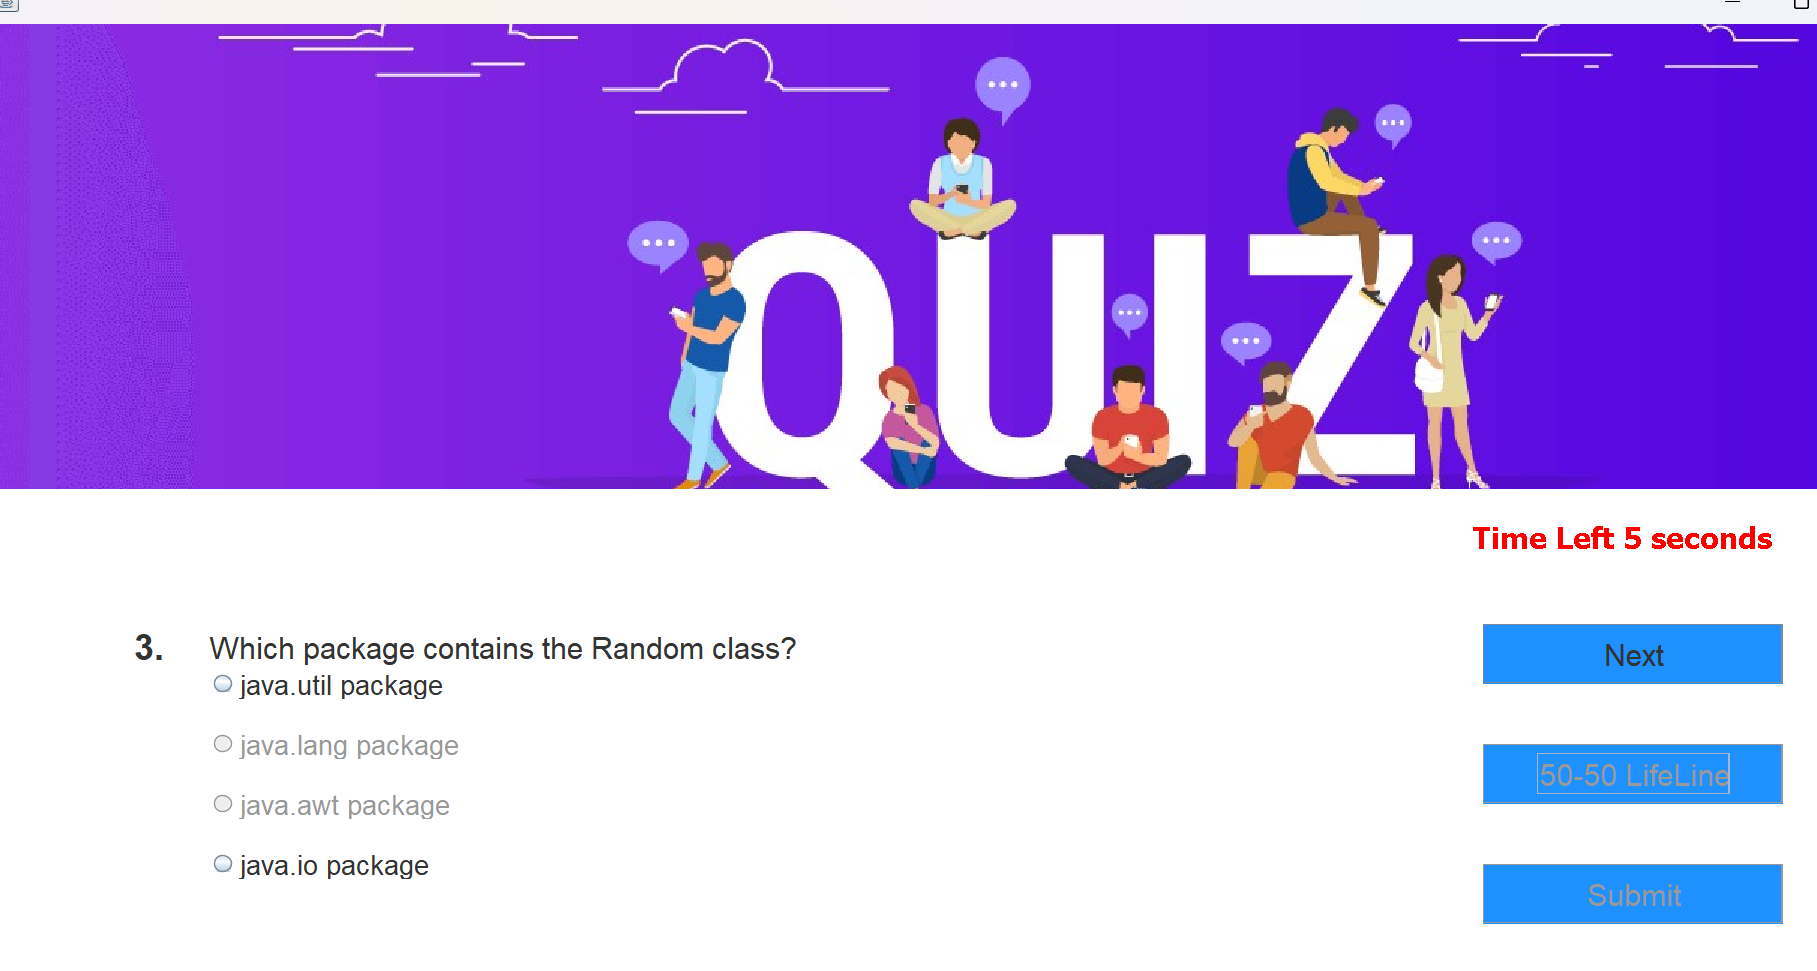 QUIZ
Time Left 5 seconds
3. Which package contains the Random class?
java.util package
java.lang package
java.awt package
java.io package
Next
50-50 LifeLine
Submit